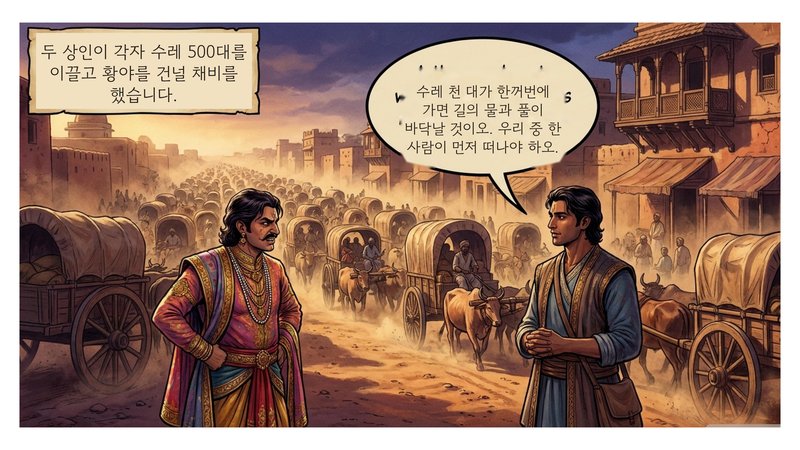 두 상인이 각자 수레 500대를
이끌고 황야를 건널 채비를
했습니다.
수레 천 대가 한꺼번에
가면 길의 물과 풀이
바닥날 것이오. 우리 중 한
사람이 먼저 떠나야 하오.